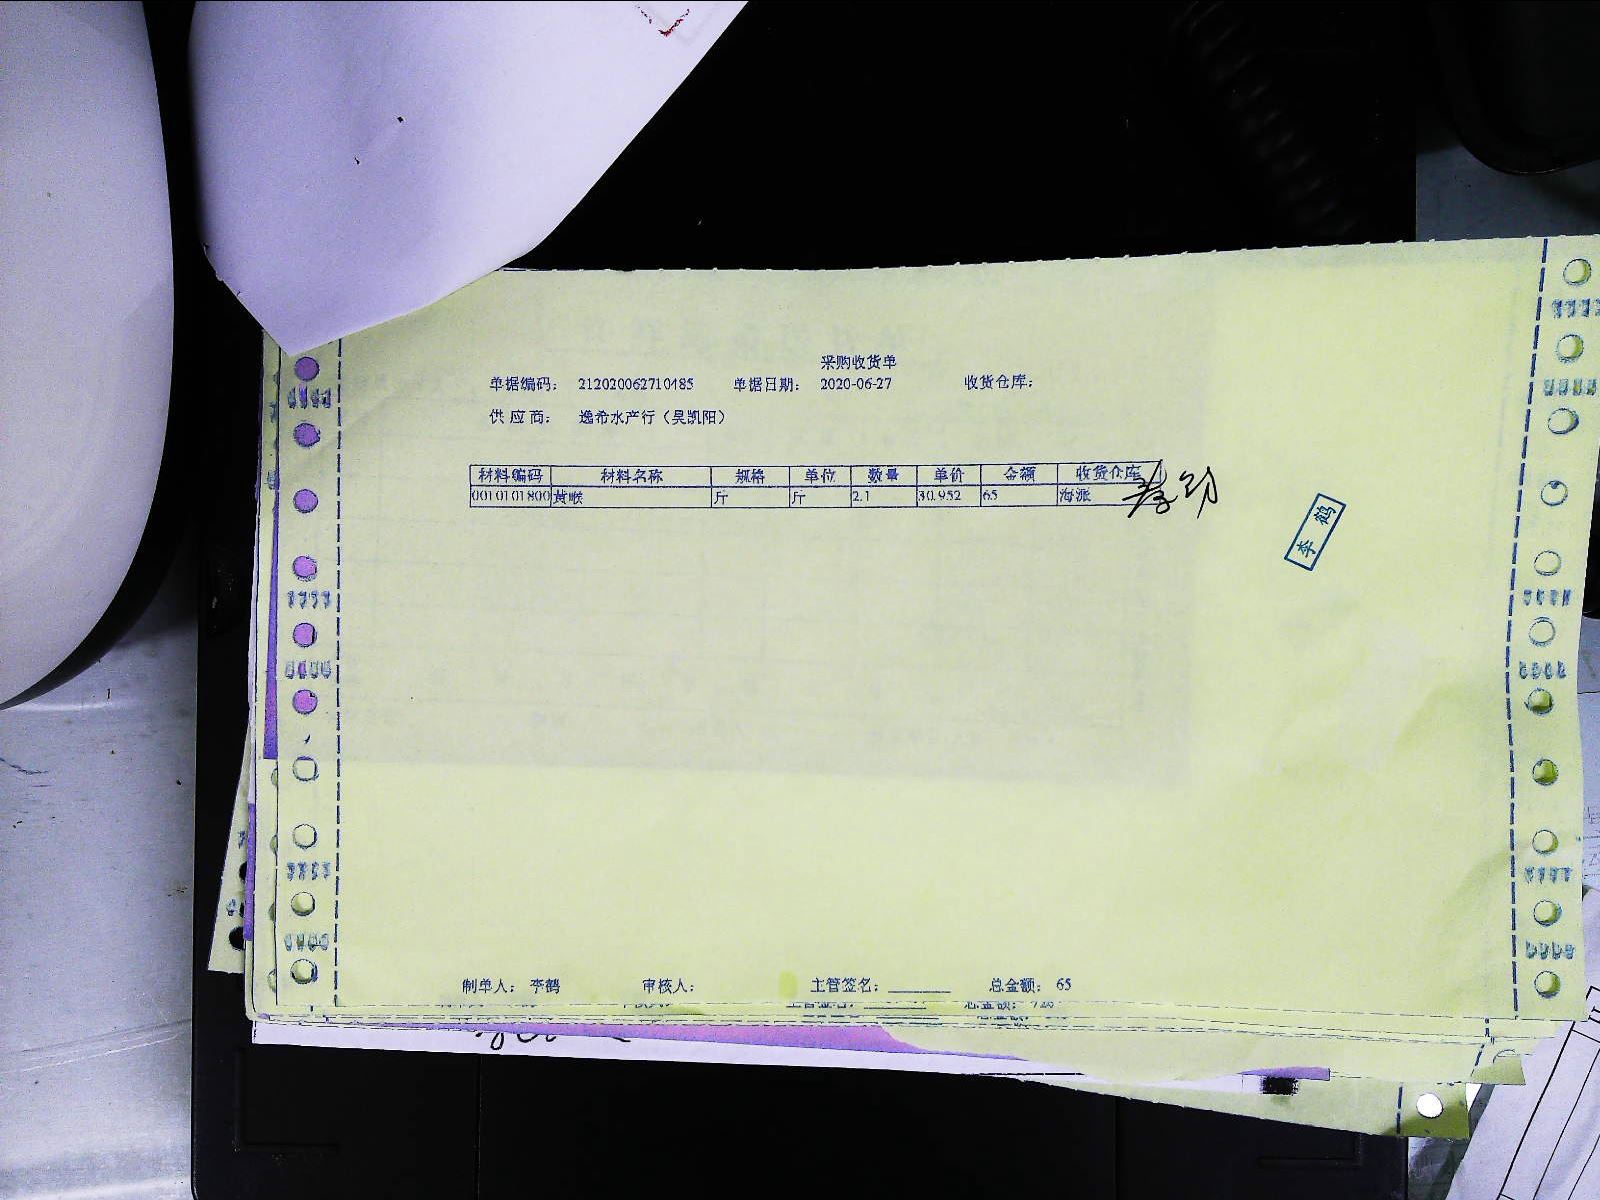 采购收货单
单据编码： 212020062710485 单据日期： 2020-06-27 收货仓库：
供 应 商： 逸希水产行（吴凯阳）
材料编码 材料名称 规格 单位 数量 单价 金额 收货仓库
0010101800 黄喉 斤 斤 2.1 30.952 65 海派
李鹤
制单人： 李鹤 审核人： 主管签名：_______ 总金额： 65